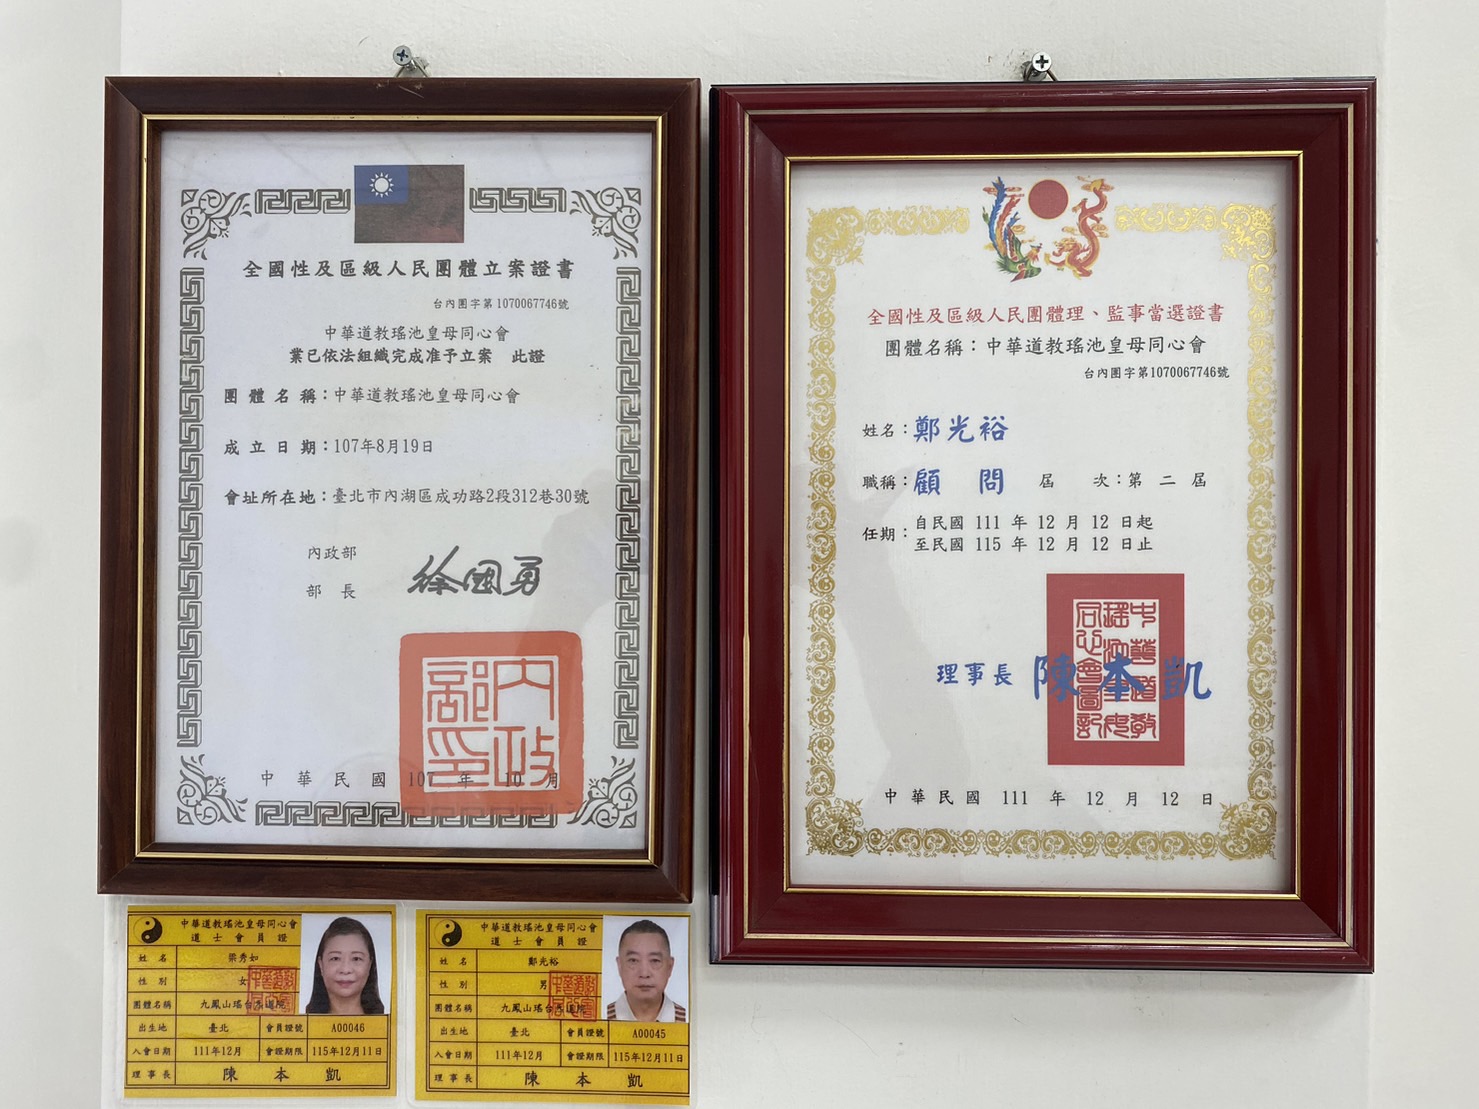 全國性及區級人民團體立案證書
台內團字第1070067746號
中華道教瑤池皇母同心會
業已依法組織完成准予立案 此證
團體名稱：中華道教瑤池皇母同心會
成立日期：107年8月19日
會址所在地：臺北市內湖區成功路2段312巷30號
內政部
部長 徐國勇
內政部印
中華民國 107 年 10 月
全國性及區級人民團體理、監事當選證書
團體名稱：中華道教瑤池皇母同心會
台內團字第1070067746號
姓名：鄭光裕
職稱：顧問 屆次：第二屆
任期：自民國 111 年 12 月 12 日起
至民國 115 年 12 月 12 日止
理事長 陳本凱
中華道教瑤池皇母同心會圖記
中華民國 111 年 12 月 12 日
中華道教瑤池皇母同心會
道士會員證
姓名 梁秀如
性別 女
團體名稱 九鳳山瑤台
出生地 臺北 會員證號 A00046
入會日期 111年12月 會證期限 115年12月11日
理事長 陳本凱
中華道教瑤池皇母同心會
道士會員證
姓名 鄭光裕
性別 男
團體名稱 九鳳山瑤台
出生地 臺北 會員證號 A00045
入會日期 111年12月 會證期限 115年12月11日
理事長 陳本凱